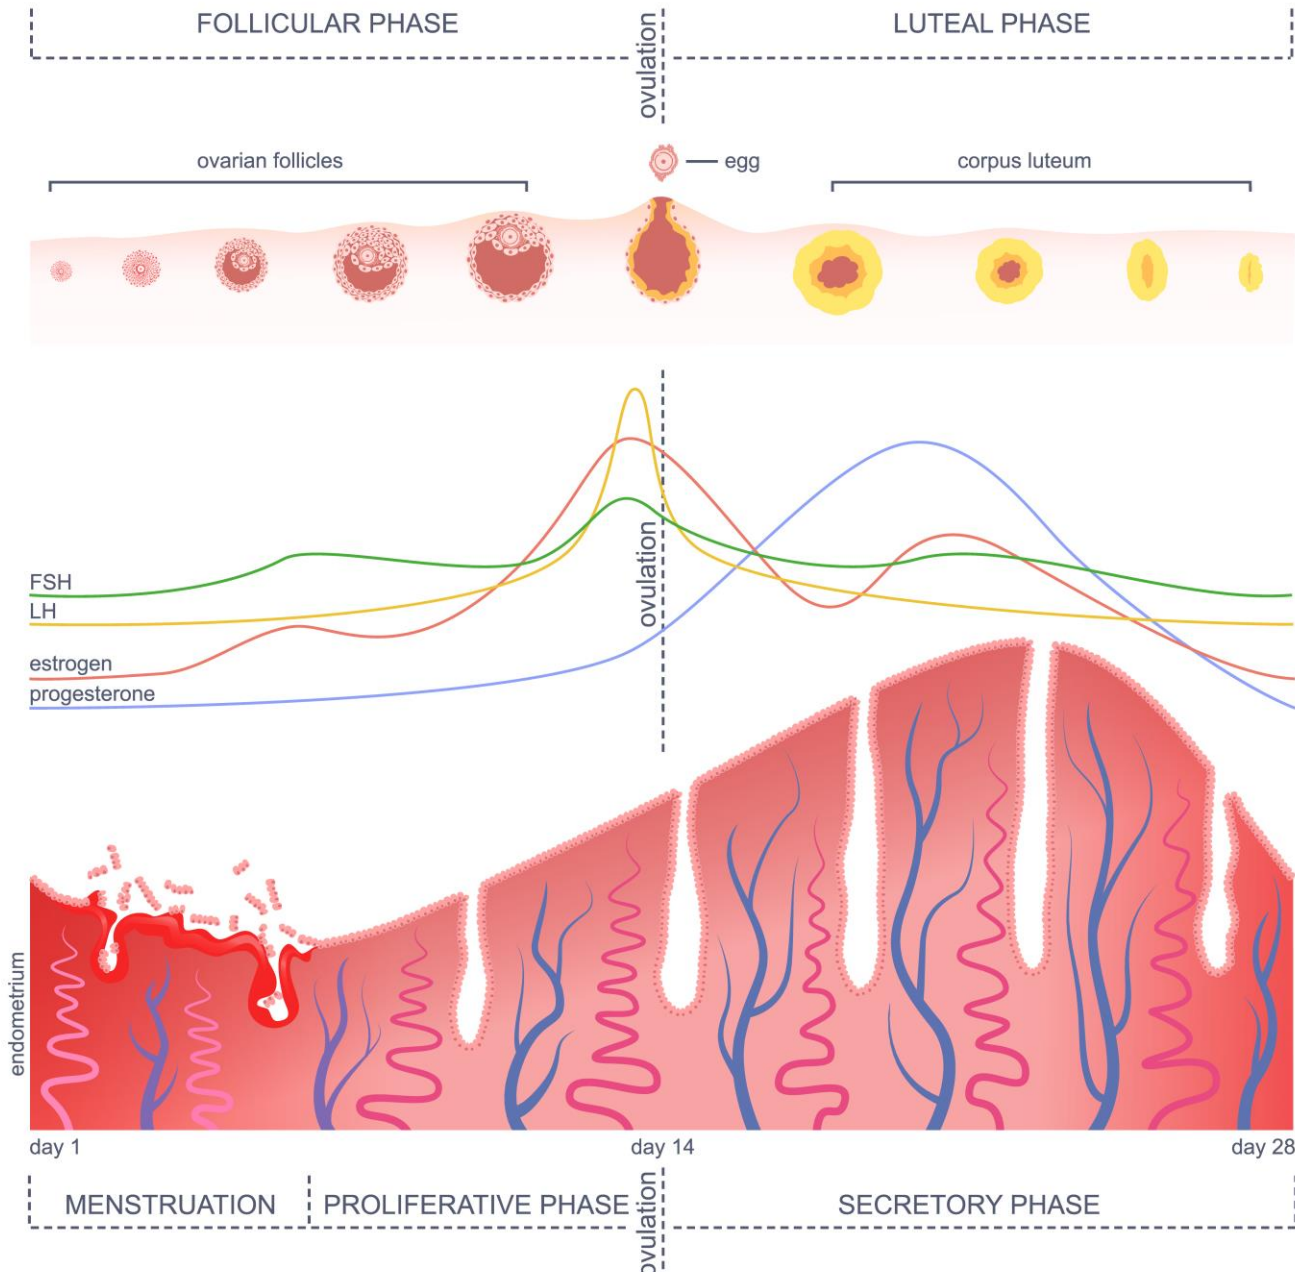 FOLLICULAR PHASE
ovulation
LUTEAL PHASE
ovarian follicles
egg
corpus luteum
ovulation
FSH
LH
estrogen
progesterone
endometrium
day 1
day 14
day 28
MENSTRUATION
PROLIFERATIVE PHASE
ovulation
SECRETORY PHASE